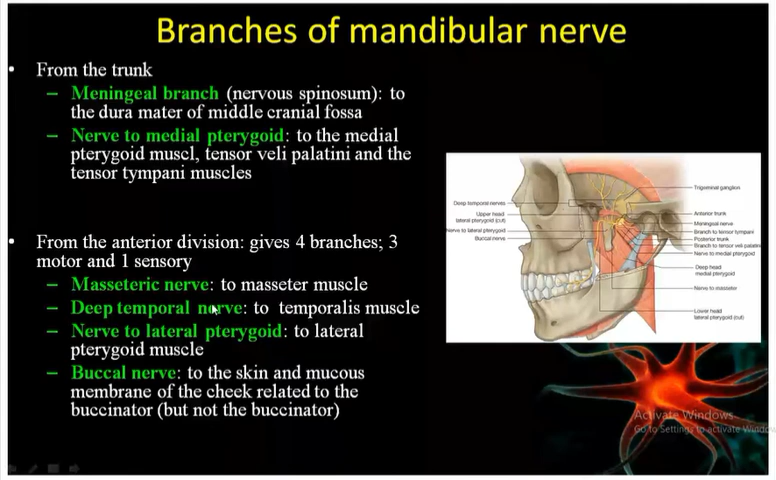 Branches of mandibular nerve
• From the trunk
– Meningeal branch (nervous spinosum): to
the dura mater of middle cranial fossa
– Nerve to medial pterygoid: to the medial
pterygoid muscl, tensor veli palatini and the
tensor tympani muscles
• From the anterior division: gives 4 branches; 3
motor and 1 sensory
– Masseteric nerve: to masseter muscle
– Deep temporal nerve: to temporalis muscle
– Nerve to lateral pterygoid: to lateral
pterygoid muscle
– Buccal nerve: to the skin and mucous
membrane of the cheek related to the
buccinator (but not the buccinator)
Deep temporal nerves
Upper head
lateral pterygoid (cut)
Nerve to lateral pterygoid
Buccal nerve
Trigeminal ganglion
Anterior trunk
Meningeal nerve
Branch to tensor tympani
Posterior trunk
Branch to tensor veli palatini
Nerve to medial pterygoid
Deep head
medial pterygoid
Nerve to masseter
Lower head
lateral pterygoid (cut)
Activate Windows
Go to Settings to activate Windows